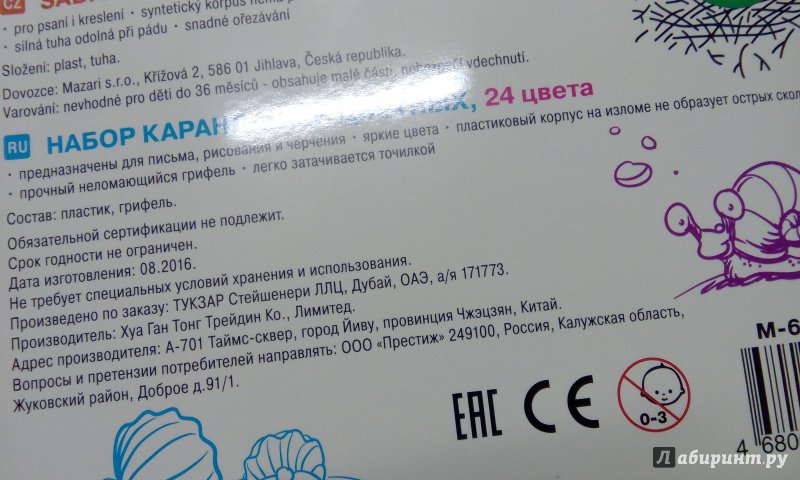 CZ
· pro psaní i kreslení · syntetický korpus nemá
· silná tuha odolná při pádu · snadné ořezávání
Složení: plast, tuha.
Dovozce: Mazari s.r.o., Křížová 2, 586 01 Jihlava, Česká republika.
Varování: nevhodné pro děti do 36 měsíců - obsahuje malé části, nebezpečí vdechnutí.
RU НАБОР 24 цвета
· предназначены для письма, рисования и черчения · яркие цвета · пластиковый корпус на изломе не образует острых
· прочный неломающийся грифель · легко затачивается точилкой
Состав: пластик, грифель.
Обязательной сертификации не подлежит.
Срок годности не ограничен.
Дата изготовления: 08.2016.
Не требует специальных условий хранения и использования.
Произведено по заказу: ТУКЗАР Стейшенери ЛЛЦ, Дубай, ОАЭ, а/я 171773.
Производитель: Хуа Ган Тонг Трейдин Ко., Лимитед.
Адрес производителя: А-701 Таймс-сквер, город Йиву, провинция Чжэцзян, Китай.
Вопросы и претензии потребителей направлять: ООО «Престиж» 249100, Россия, Калужская область,
Жуковский район, Доброе д.91/1.
M-6
EAC CE 0-3
4 680
Лабиринт.ру